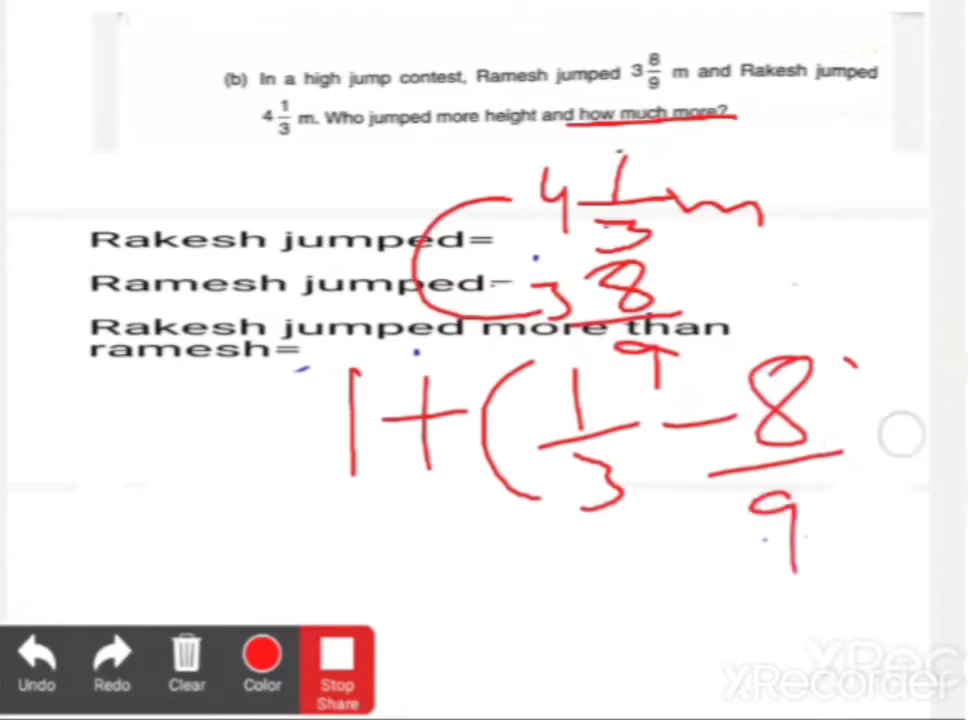 (b) In a high jump contest, Ramesh jumped 3 8/9 m and Rakesh jumped
4 1/3 m. Who jumped more height and how much more?
4 1/3 m
Rakesh jumped=
Ramesh jumped= 3 8/9
Rakesh jumped more than
ramesh=
1 + ( 1/3 - 8/9
Undo Redo Clear Color Stop
Share
XRecorder
XRecorder